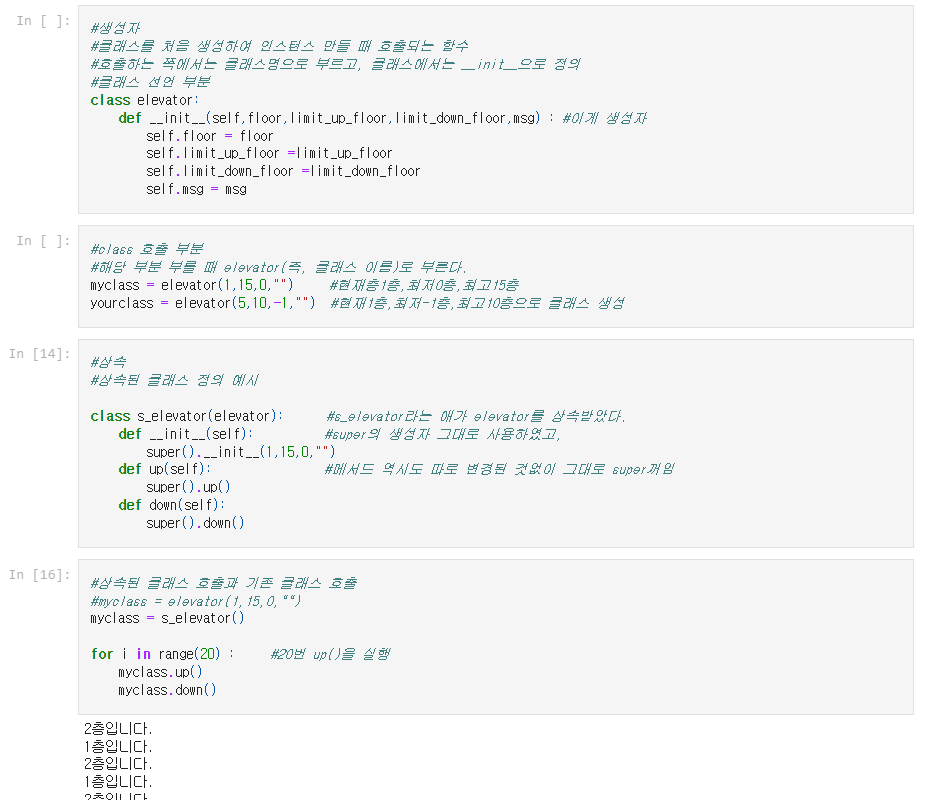 In [ ]:
#생성자
#클래스를 처음 생성하여 인스턴스 만들 때 호출되는 함수
#호출하는 쪽에서는 클래스명으로 부르고, 클래스에서는 __init__으로 정의
#클래스 선언 부분
class elevator:
    def __init__(self,floor,limit_up_floor,limit_down_floor,msg) : #이게 생성자
        self.floor = floor
        self.limit_up_floor =limit_up_floor
        self.limit_down_floor =limit_down_floor
        self.msg = msg
In [ ]:
#class 호출 부분
#해당 부분 부를 때 elevator(즉, 클래스 이름)로 부른다.
myclass = elevator(1,15,0,"")     #현재층1층,최저0층,최고15층
yourclass = elevator(5,10,-1,"")  #현재1층,최저-1층,최고10층으로 클래스 생성
In [14]:
#상속
#상속된 클래스 정의 예시
class s_elevator(elevator):      #s_elevator라는 애가 elevator를 상속받았다.
    def __init__(self):          #super의 생성자 그대로 사용하였고,
        super().__init__(1,15,0,"")
    def up(self):                #메서드 역시도 따로 변경된 것없이 그대로 super꺼임
        super().up()
    def down(self):
        super().down()
In [16]:
#상속된 클래스 호출과 기존 클래스 호출
#myclass = elevator(1,15,0,"")
myclass = s_elevator()
for i in range(20) :     #20번 up()을 실행
    myclass.up()
    myclass.down()
2층입니다.
1층입니다.
2층입니다.
1층입니다.
2층입니다.